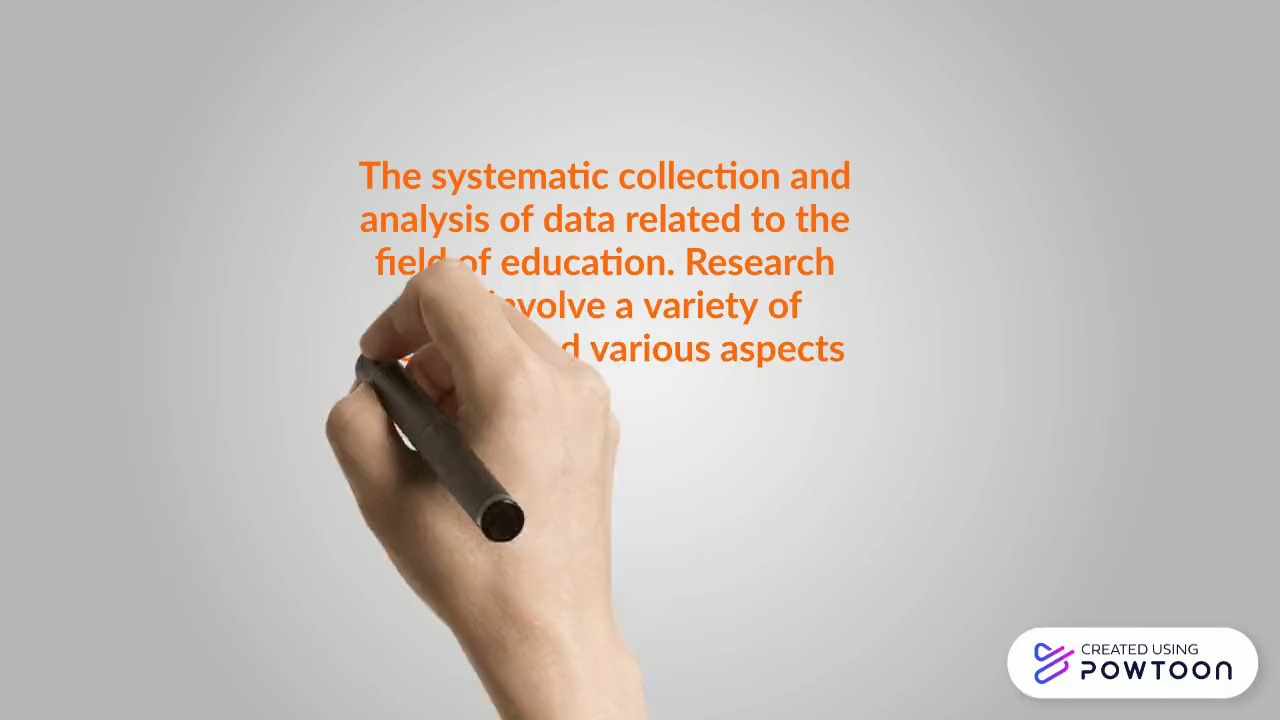 The systematic collection and
analysis of data related to the
field of education. Research
involve a variety of
various aspects
CREATED USING
POWTOON